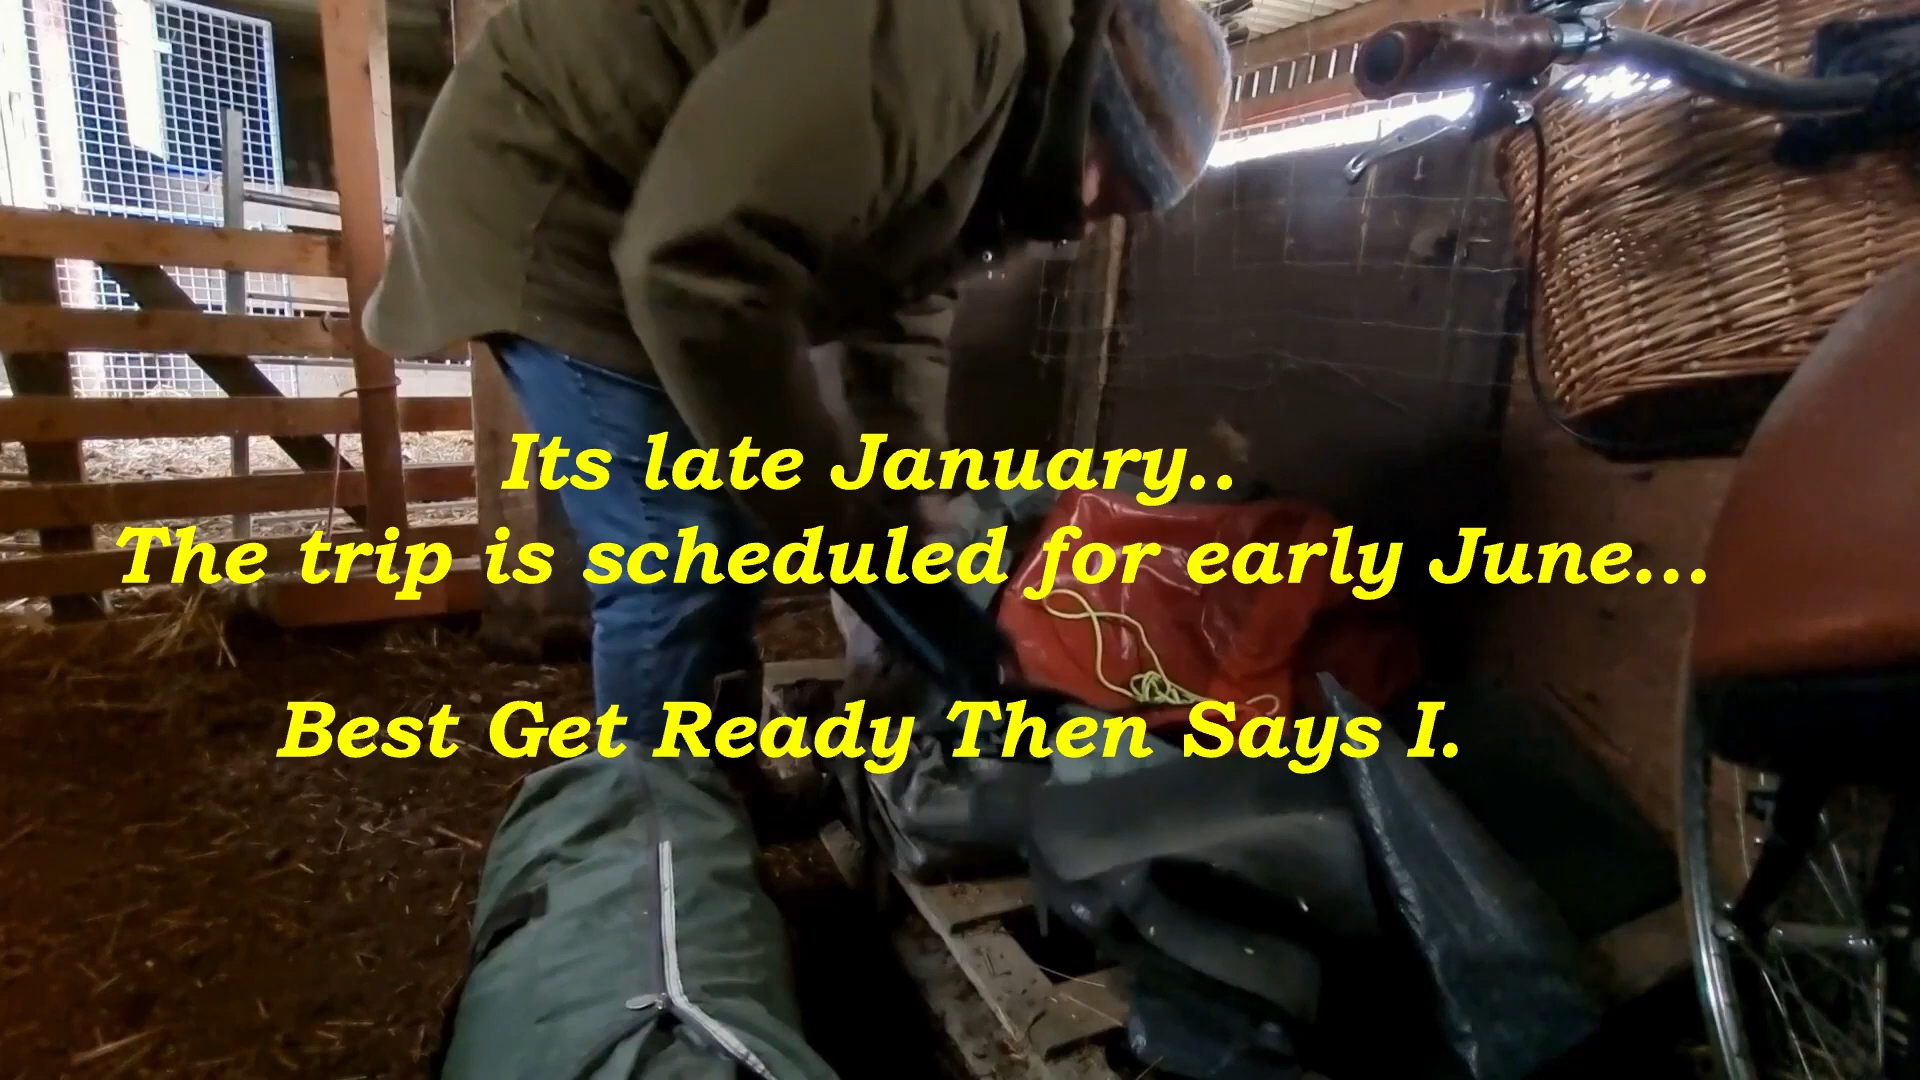 Its late January..
The trip is scheduled for early June...
Best Get Ready Then Says I.